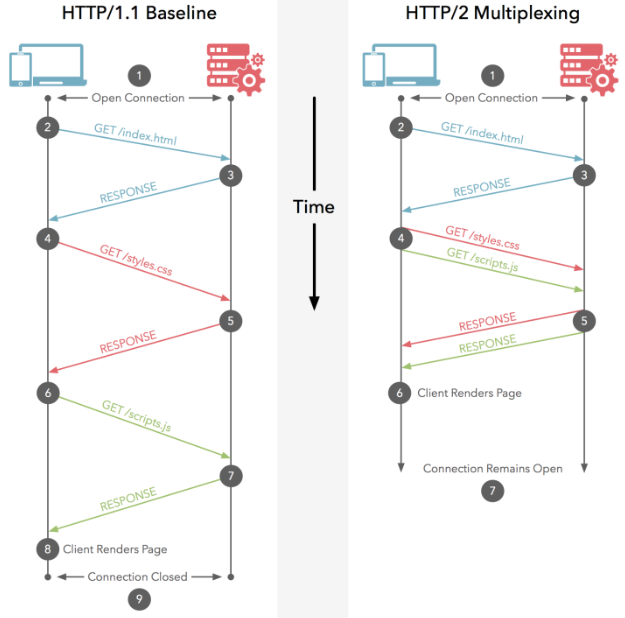 HTTP/1.1 Baseline
1
Open Connection
2
GET /index.html
3
RESPONSE
4
GET /styles.css
5
RESPONSE
6
GET /scripts.js
7
RESPONSE
8 Client Renders Page
Connection Closed
9
Time
HTTP/2 Multiplexing
1
Open Connection
2
GET /index.html
3
RESPONSE
4
GET /styles.css
GET /scripts.js
5
RESPONSE
RESPONSE
6 Client Renders Page
Connection Remains Open
7